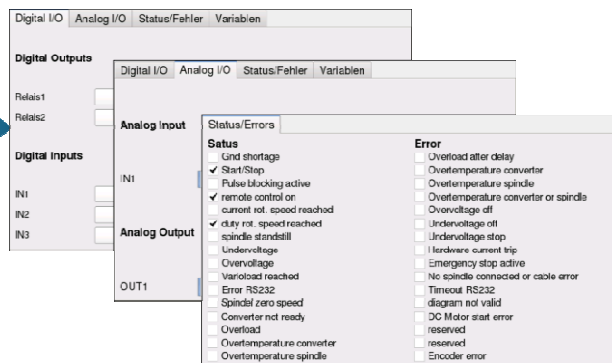 Digital I/O Analog I/O Status/Fehler Variablen
Digital Outputs
Relais1
Relais2
Digital Inputs
IN1
IN2
IN3
Digital I/O Analog I/O Status/Fehler Variablen
Analog Input
IN1
Analog Output
OUT1
Status/Errors
Satus
Gnd shortage
Start/Stop
Pulse blocking active
remote control on
current rot. speed reached
duty rot. speed reached
spindle standstill
Undervoltage
Overvoltage
Varioload reached
Error RS232
Spindel zero speed
Converter not ready
Overload
Overtemperature converter
Overtemperature spindle
Error
Overload after delay
Overtemperature converter
Overtemperature spindle
Overtemperature converter or spindle
Overvoltage off
Undervoltage off
Undervoltage stop
Hardware current trip
Emergency stop active
No spindle connected or cable error
Timeout RS232
diagram not valid
DC Motor start error
reserved
reserved
Encoder error